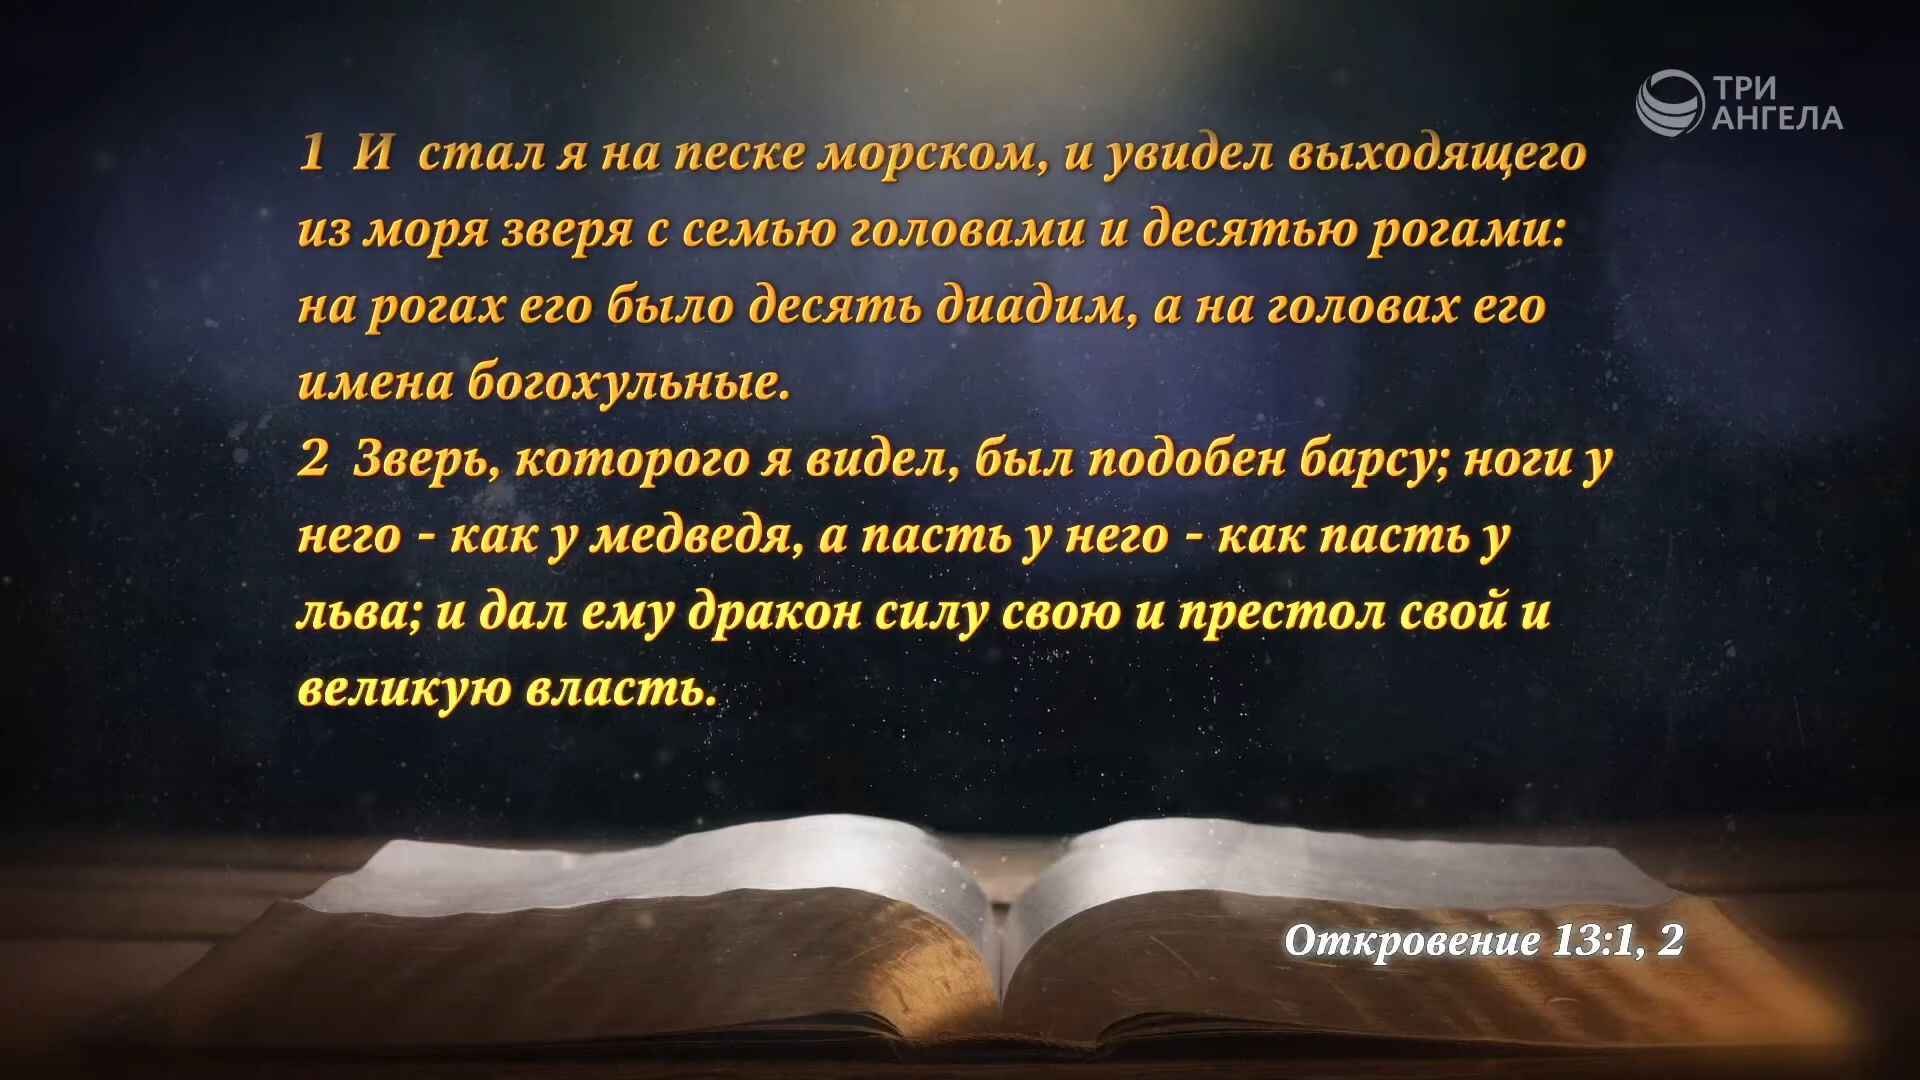 ТРИ
АНГЕЛА
1 И стал я на песке морском, и увидел выходящего
из моря зверя с семью головами и десятью рогами:
на рогах его было десять диадим, а на головах его
имена богохульные.
2 Зверь, которого я видел, был подобен барсу; ноги у
него - как у медведя, а пасть у него - как пасть у
льва; и дал ему дракон силу свою и престол свой и
великую власть.
Откровение 13:1, 2